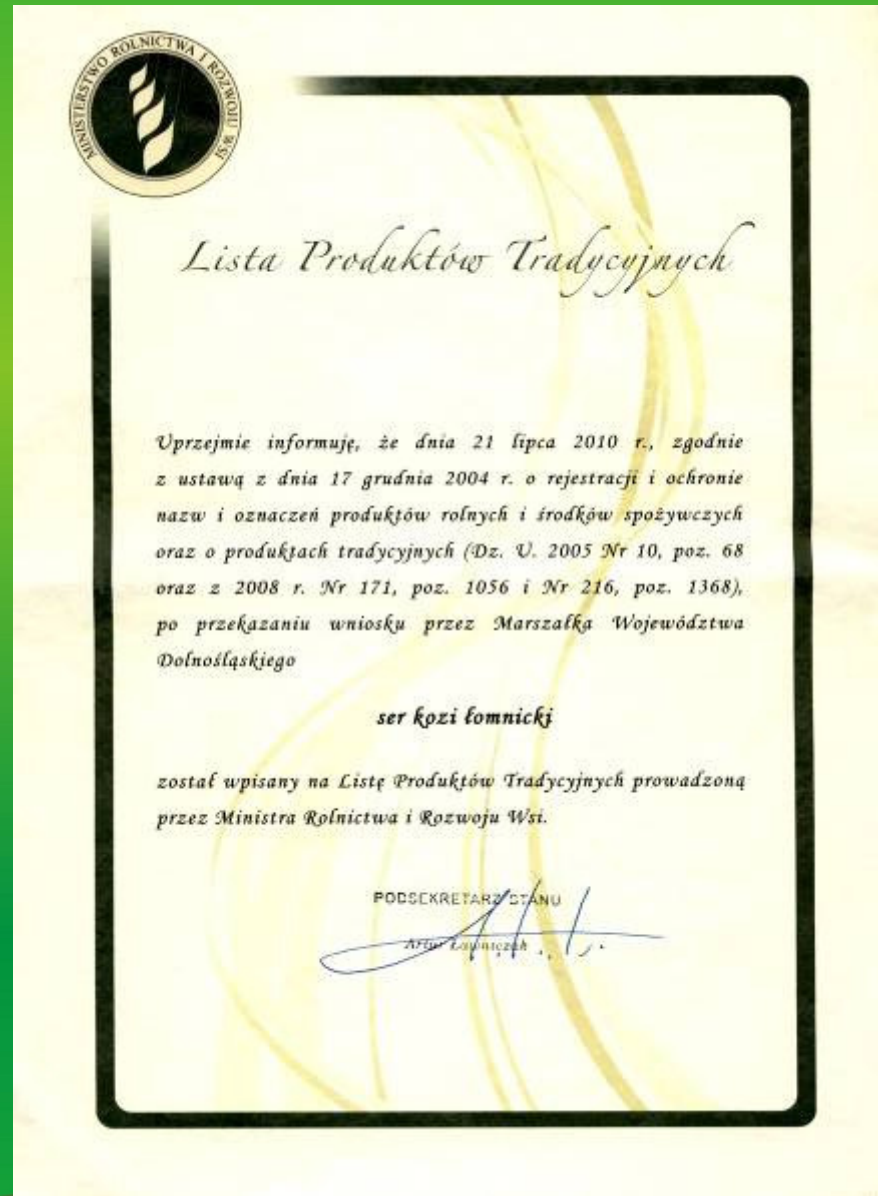 MINISTERSTWO ROLNICTWA I ROZWOJU WSI
Lista Produktów Tradycyjnych
Uprzejmie informuję, że dnia 21 lipca 2010 r., zgodnie
z ustawą z dnia 17 grudnia 2004 r. o rejestracji i ochronie
nazw i oznaczeń produktów rolnych i środków spożywczych
oraz o produktach tradycyjnych (Dz. U. 2005 Nr 10, poz. 68
oraz z 2008 r. Nr 171, poz. 1056 i Nr 216, poz. 1368),
po przekazaniu wniosku przez Marszałka Województwa
Dolnośląskiego
ser kozi łomnicki
został wpisany na Listę Produktów Tradycyjnych prowadzoną
przez Ministra Rolnictwa i Rozwoju Wsi.
PODSEKRETARZ STANU
Artur Ławniczak